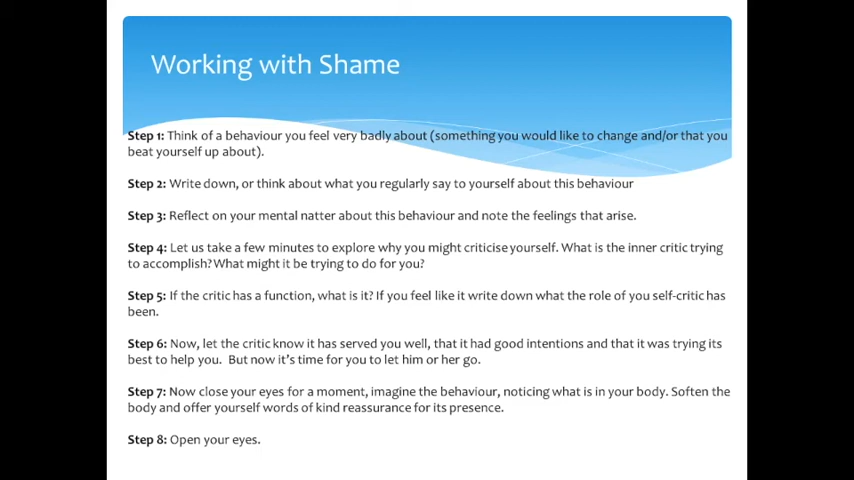 Working with Shame
Step 1: Think of a behaviour you feel very badly about (something you would like to change and/or that you
beat yourself up about).
Step 2: Write down, or think about what you regularly say to yourself about this behaviour
Step 3: Reflect on your mental natter about this behaviour and note the feelings that arise.
Step 4: Let us take a few minutes to explore why you might criticise yourself. What is the inner critic trying
to accomplish? What might it be trying to do for you?
Step 5: If the critic has a function, what is it? If you feel like it write down what the role of you self-critic has
been.
Step 6: Now, let the critic know it has served you well, that it had good intentions and that it was trying its
best to help you. But now it's time for you to let him or her go.
Step 7: Now close your eyes for a moment, imagine the behaviour, noticing what is in your body. Soften the
body and offer yourself words of kind reassurance for its presence.
Step 8: Open your eyes.